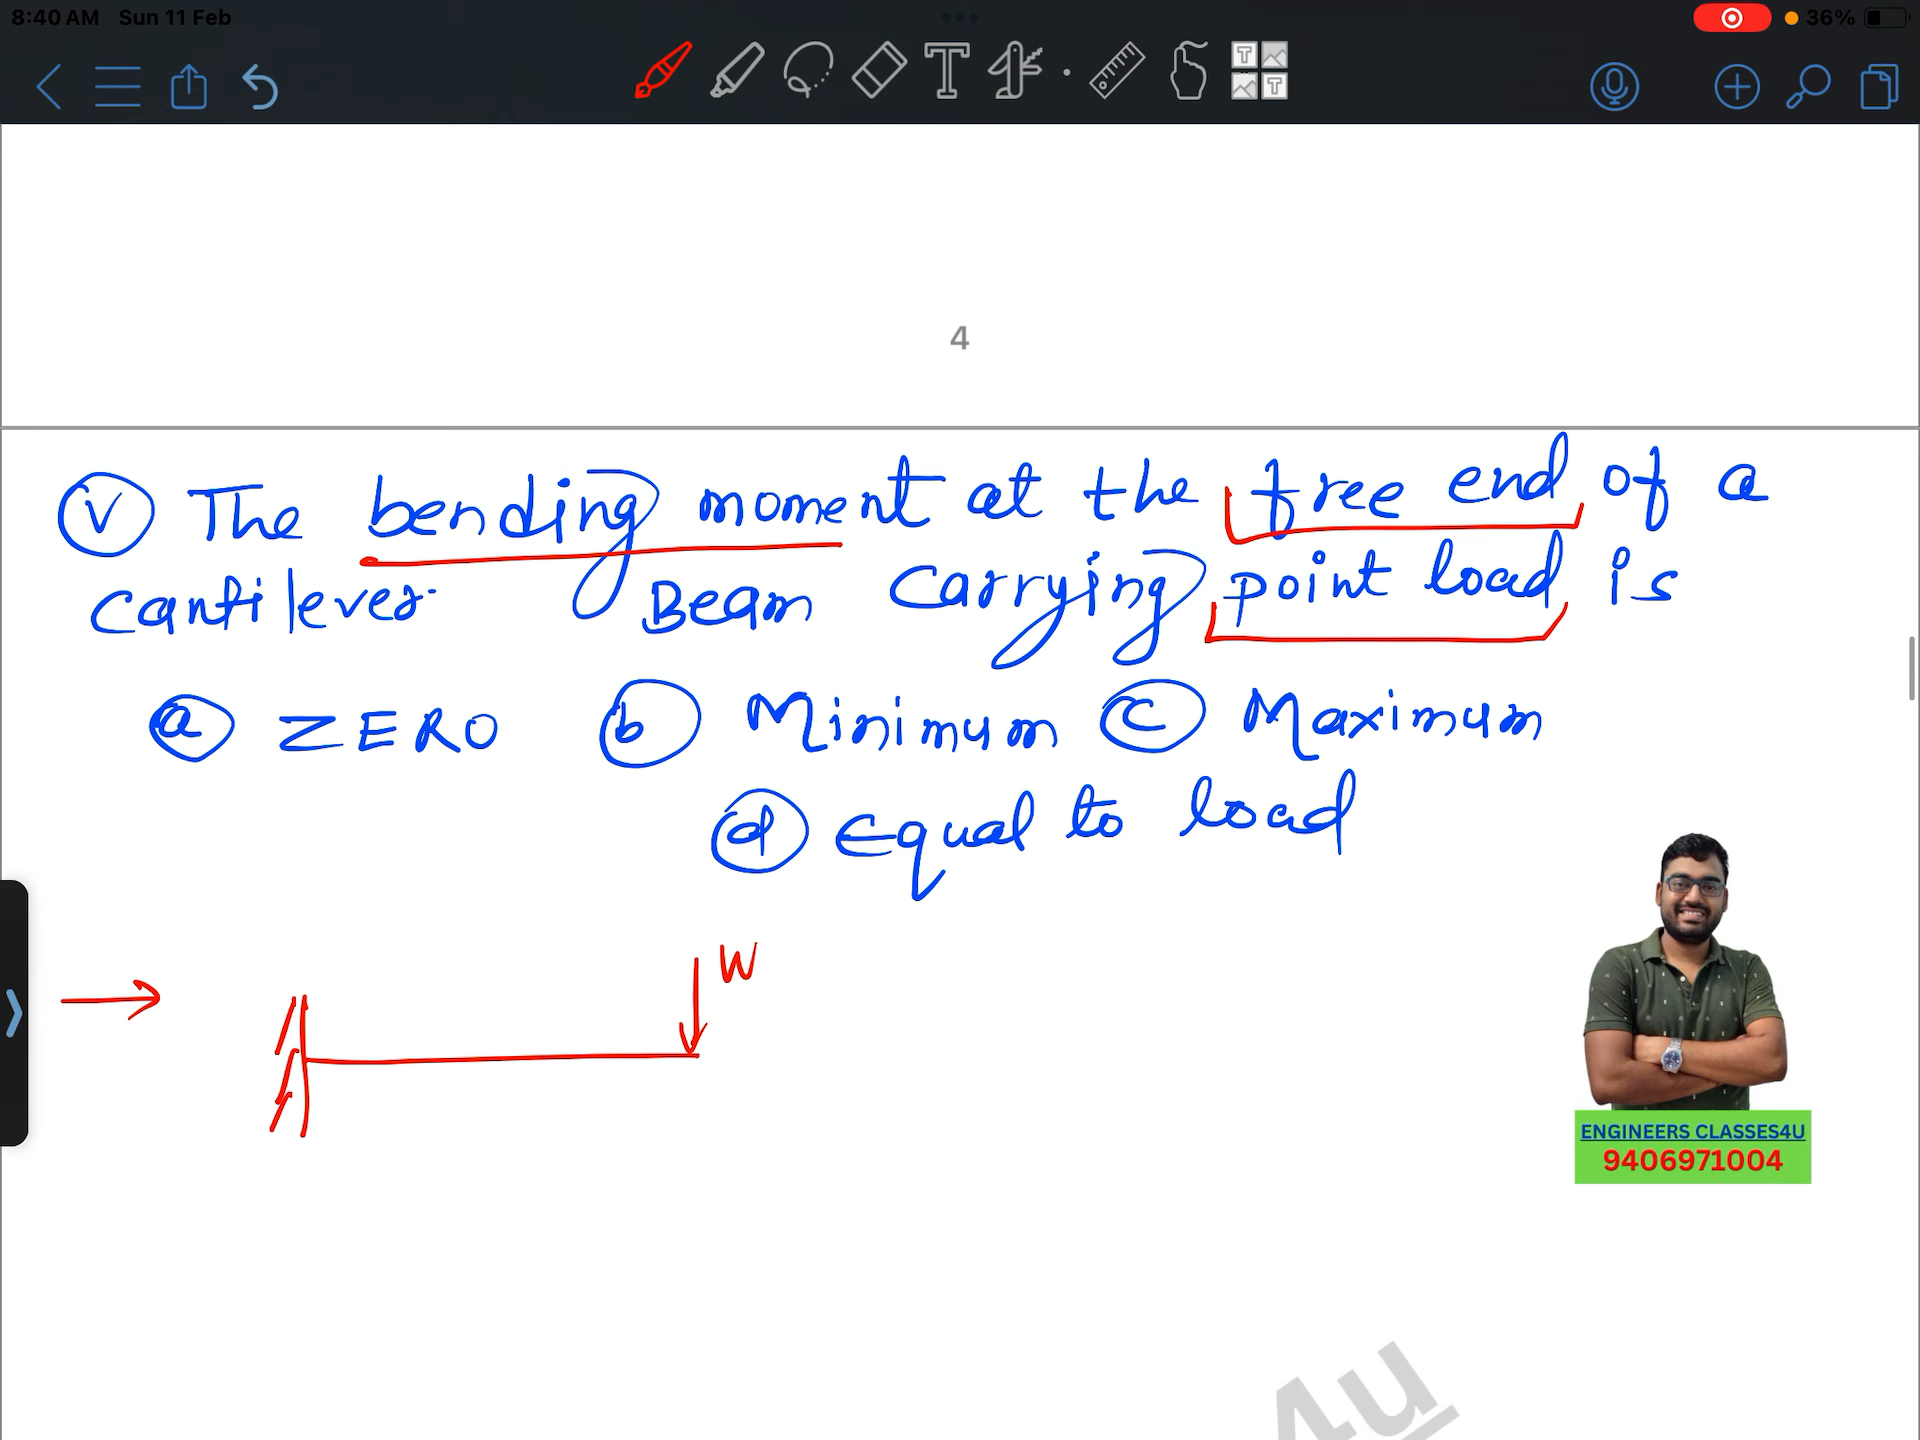 8:40 AM Sun 11 Feb
36%
4
V The bending moment at the free end of a
cantilever Beam carrying point load is
a ZERO b Minimum c Maximum
d Equal to load
W
ENGINEERS CLASSES4U
9406971004
4u